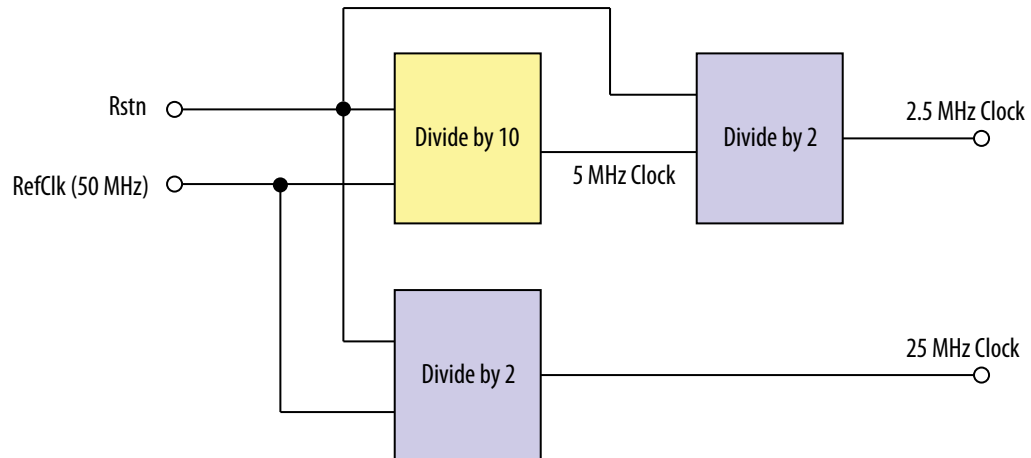 Rstn
RefClk (50 MHz)
Divide by 10
5 MHz Clock
Divide by 2
2.5 MHz Clock
Divide by 2
25 MHz Clock